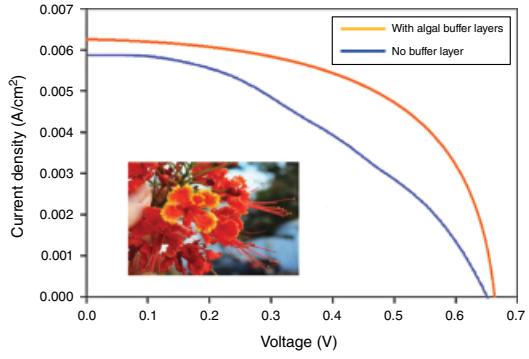 0.007
0.006
0.005
0.004
0.003
0.002
0.001
0.000
Current density (A/cm²)
With algal buffer layers
No buffer layer
0.0 0.1 0.2 0.3 0.4 0.5 0.6 0.7
Voltage (V)